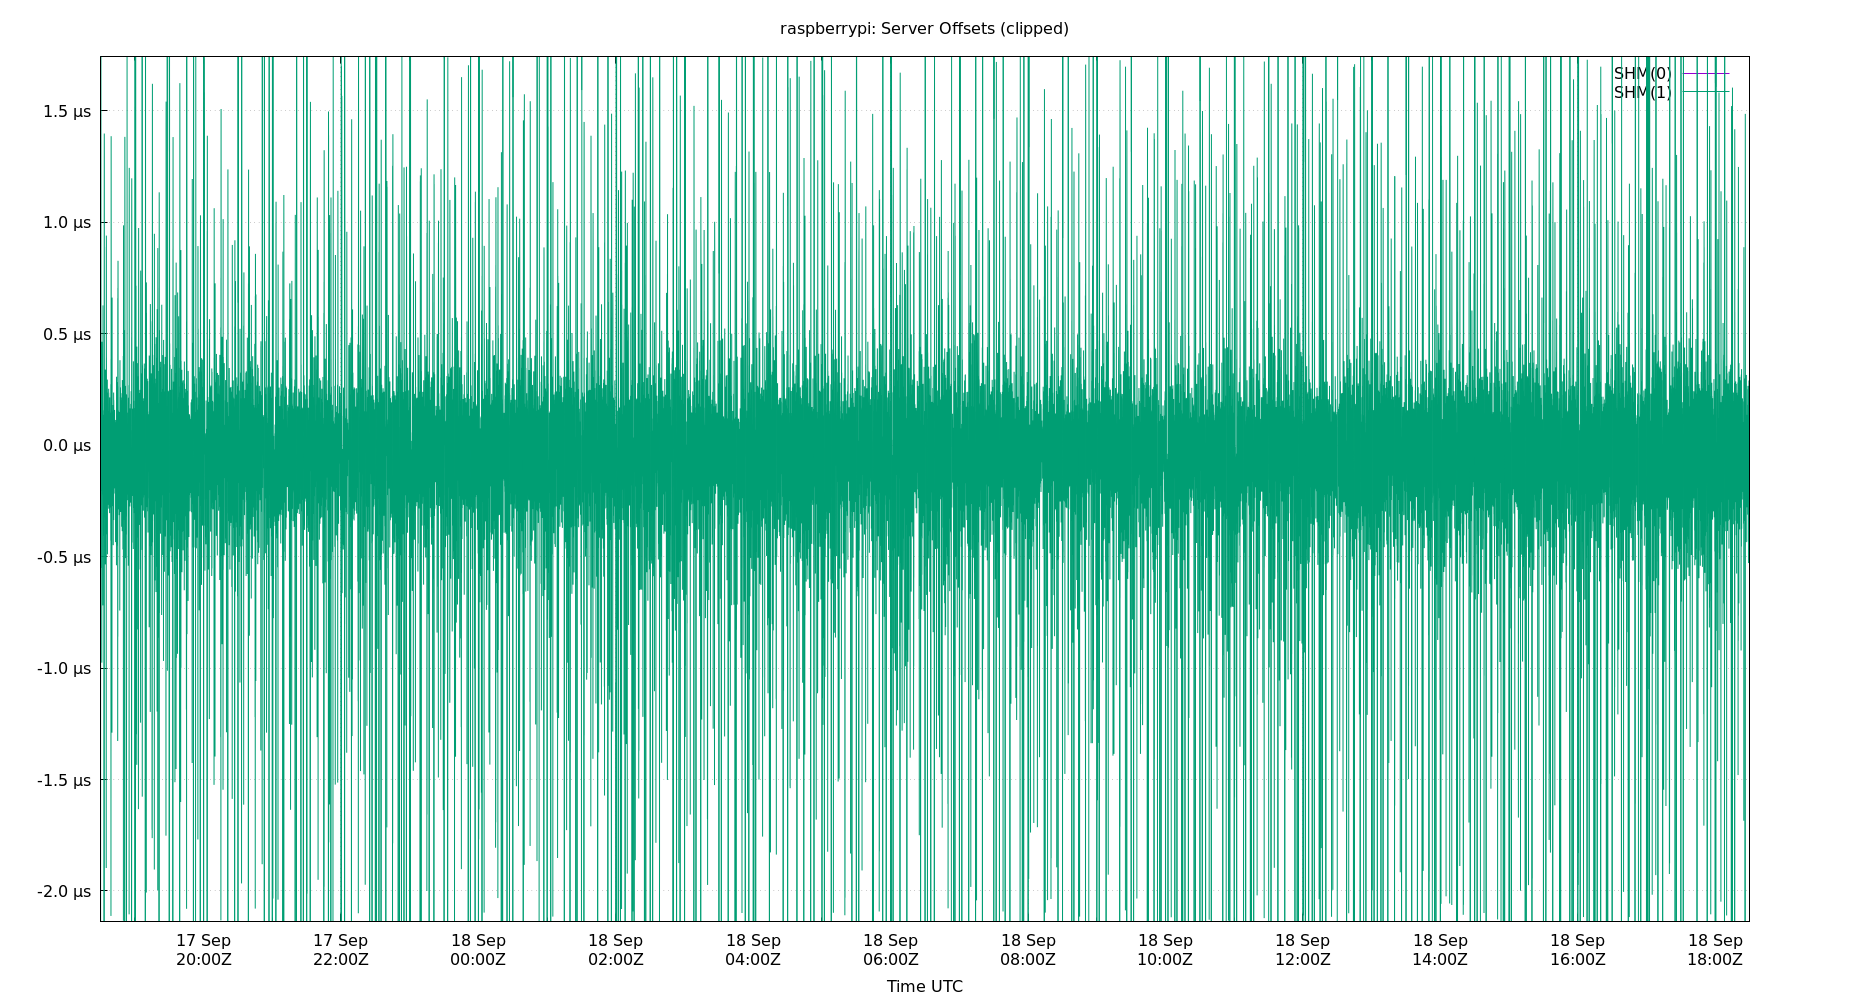 raspberrypi: Server Offsets (clipped)
SHM(0)
SHM(1)
1.5 µs
1.0 µs
0.5 µs
0.0 µs
-0.5 µs
-1.0 µs
-1.5 µs
-2.0 µs
17 Sep 17 Sep 18 Sep 18 Sep 18 Sep 18 Sep 18 Sep 18 Sep 18 Sep 18 Sep 18 Sep 18 Sep
20:00Z 22:00Z 00:00Z 02:00Z 04:00Z 06:00Z 08:00Z 10:00Z 12:00Z 14:00Z 16:00Z 18:00Z
Time UTC